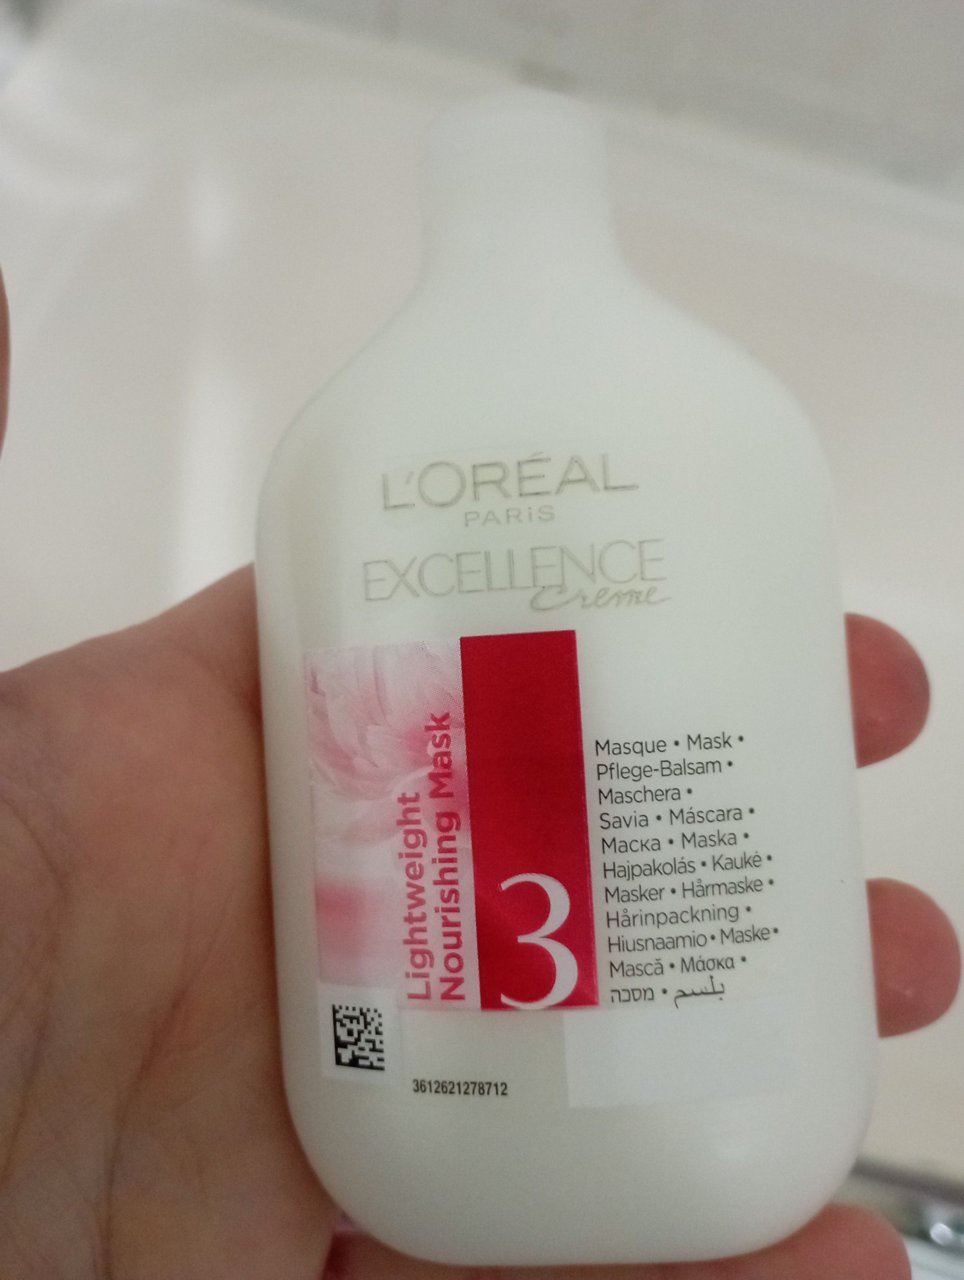 L'ORÉAL
PARIS
EXCELLENCE
Creme
Lightweight
Nourishing Mask
3
Masque • Mask •
Pflege-Balsam •
Maschera •
Savia • Máscara •
Маска • Maska •
Hajpakolás • Kaukė •
Masker • Hårmaske •
Hårinpackning •
Hiusnaamio • Maske •
Mască • Μάσκα •
מסכה • بلسم
3612621278712